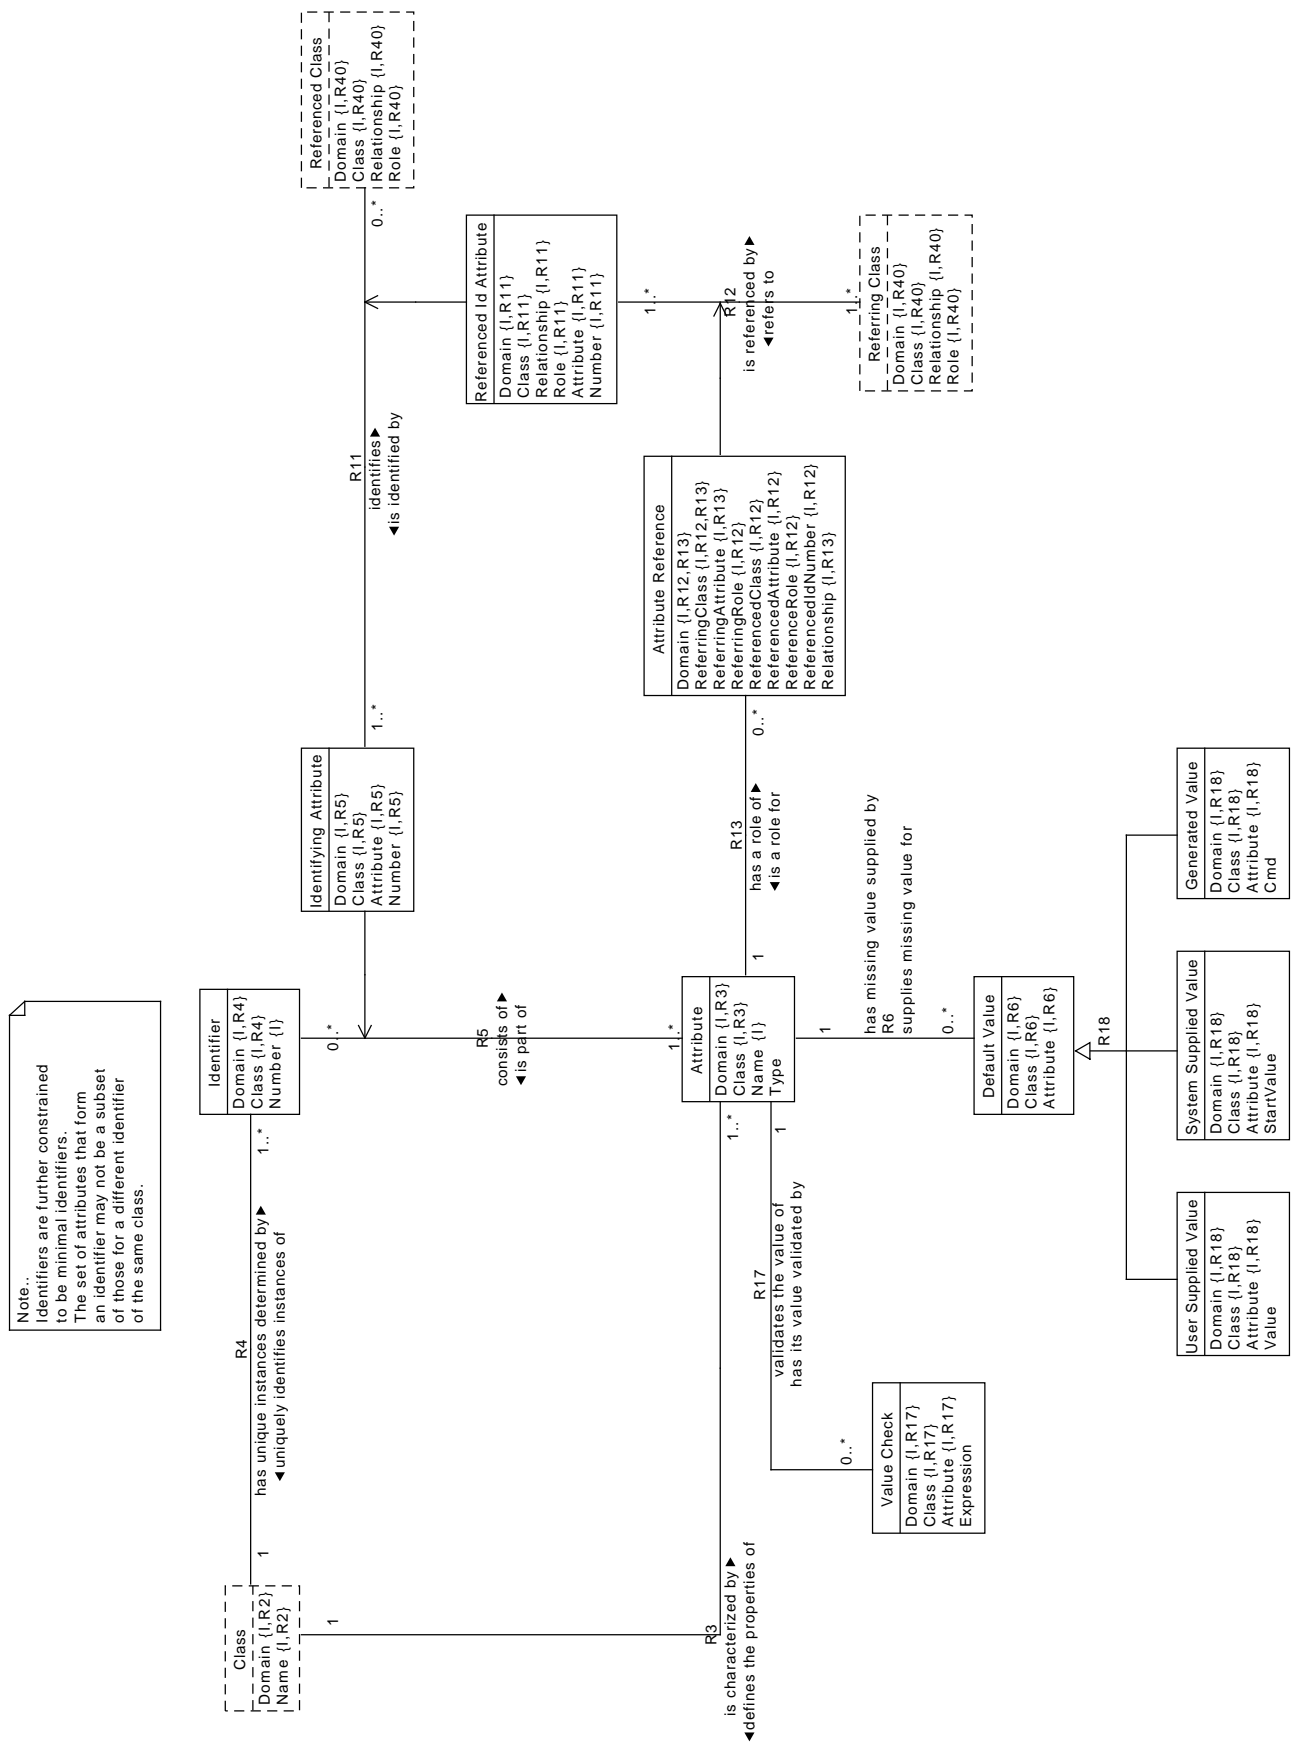 Note..
Identifiers are further constrained
to be minimal identifiers.
The set of attributes that form
an identifier may not be a subset
of those for a different identifier
of the same class.
Class
Domain {I,R2}
Name {I,R2}
1
R4
has unique instances determined by ▶
◀ uniquely identifies instances of
1..*
Identifier
Domain {I,R4}
Class {I,R4}
Number {I}
0..*
R5
consists of ▶
◀ is part of
1..*
Identifying Attribute
Domain {I,R5}
Class {I,R5}
Attribute {I,R5}
Number {I,R5}
1..*
R11
identifies ▶
◀ is identified by
0..*
Referenced Class
Domain {I,R40}
Class {I,R40}
Relationship {I,R40}
Role {I,R40}
Referenced Id Attribute
Domain {I,R11}
Class {I,R11}
Relationship {I,R11}
Role {I,R11}
Attribute {I,R11}
Number {I,R11}
1..*
R12
is referenced by ▶
◀ refers to
1..*
Referring Class
Domain {I,R40}
Class {I,R40}
Relationship {I,R40}
Role {I,R40}
Attribute Reference
Domain {I,R12,R13}
ReferringClass {I,R12,R13}
ReferringAttribute {I,R13}
ReferringRole {I,R12}
ReferencedClass {I,R12}
ReferencedAttribute {I,R12}
ReferenceRole {I,R12}
ReferencedIdNumber {I,R12}
Relationship {I,R13}
0..*
R13
has a role of ▶
◀ is a role for
1
Attribute
Domain {I,R3}
Class {I,R3}
Name {I}
Type
1
R3
is characterized by ▶
◀ defines the properties of
1..*
1
R17
validates the value of
has its value validated by
0..*
Value Check
Domain {I,R17}
Class {I,R17}
Attribute {I,R17}
Expression
1
has missing value supplied by
R6
supplies missing value for
0..*
Default Value
Domain {I,R6}
Class {I,R6}
Attribute {I,R6}
R18
User Supplied Value
Domain {I,R18}
Class {I,R18}
Attribute {I,R18}
Value
System Supplied Value
Domain {I,R18}
Class {I,R18}
Attribute {I,R18}
StartValue
Generated Value
Domain {I,R18}
Class {I,R18}
Attribute {I,R18}
Cmd